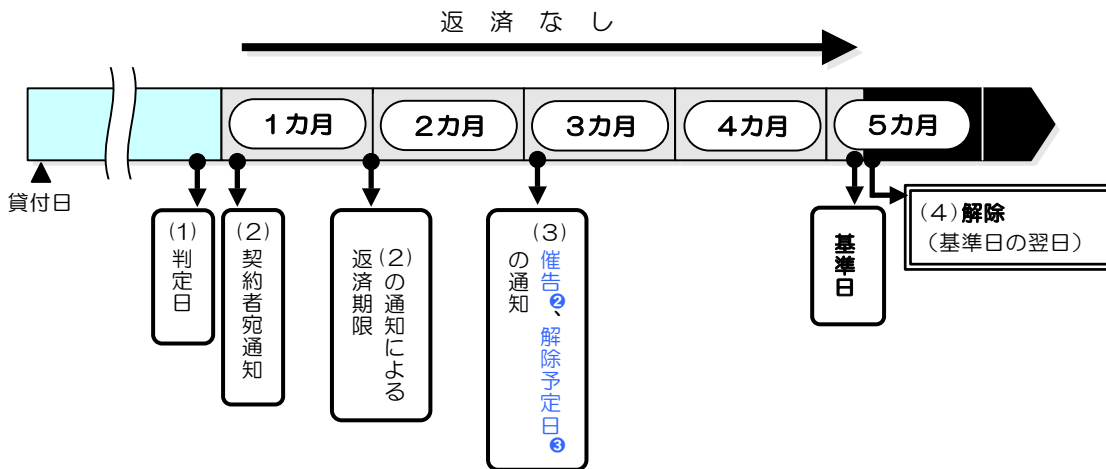 返済なし
1カ月
2カ月
3カ月
4カ月
5カ月
貸付日
(1)
判定日
(2)
契約者宛通知
(2)の通知による
返済期限
(3)
催告❷、解除予定日❸
の通知
基準日
(4)解除
（基準日の翌日）